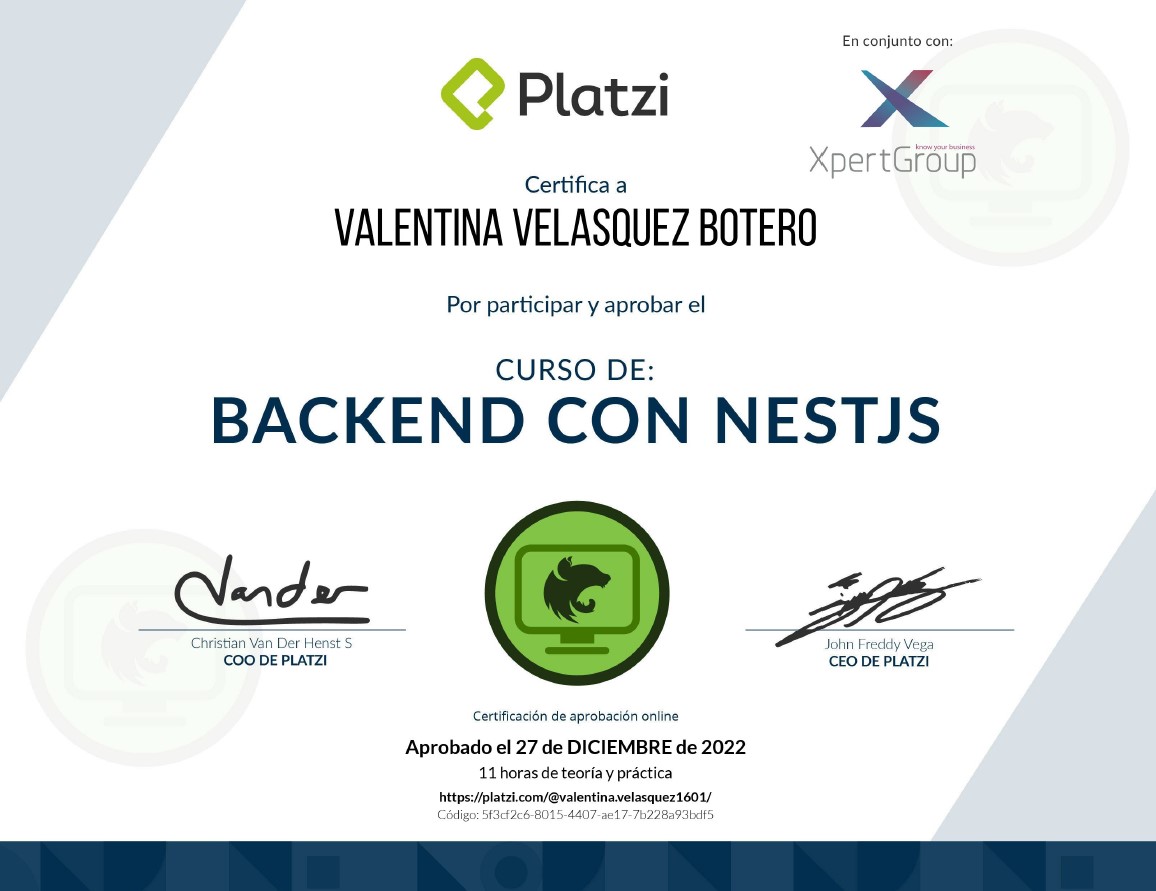 En conjunto con:
Platzi
know your business
XpertGroup
Certifica a
VALENTINA VELASQUEZ BOTERO
Por participar y aprobar el
CURSO DE:
BACKEND CON NESTJS
Vander
Christian Van Der Henst S
COO DE PLATZI
John Freddy Vega
CEO DE PLATZI
Certificación de aprobación online
Aprobado el 27 de DICIEMBRE de 2022
11 horas de teoría y práctica
https://platzi.com/@valentina.velasquez1601/
Código: 5f3cf2c6-8015-4407-ae17-7b228a93bdf5